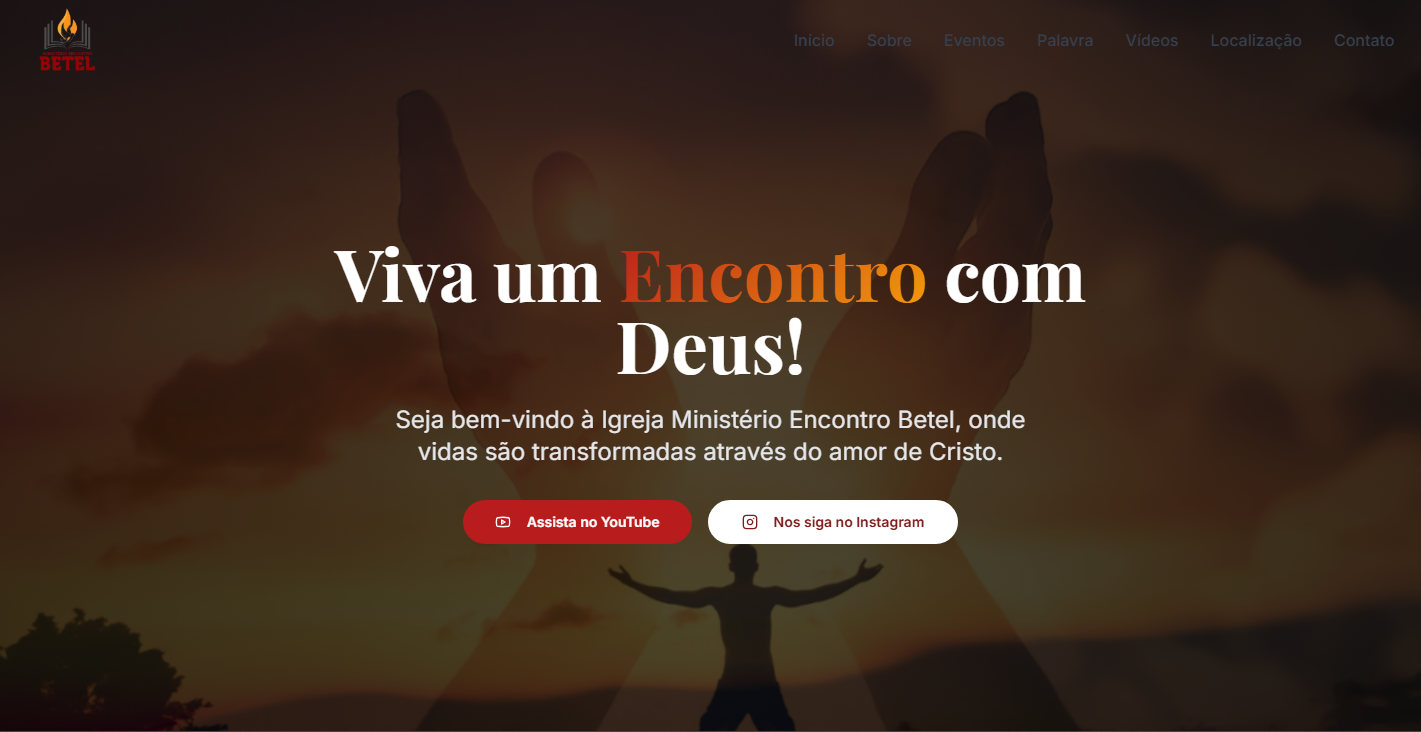 BETEL
Início Sobre Eventos Palavra Vídeos Localização Contato
Viva um Encontro com
Deus!
Seja bem-vindo à Igreja Ministério Encontro Betel, onde
vidas são transformadas através do amor de Cristo.
Assista no YouTube
Nos siga no Instagram